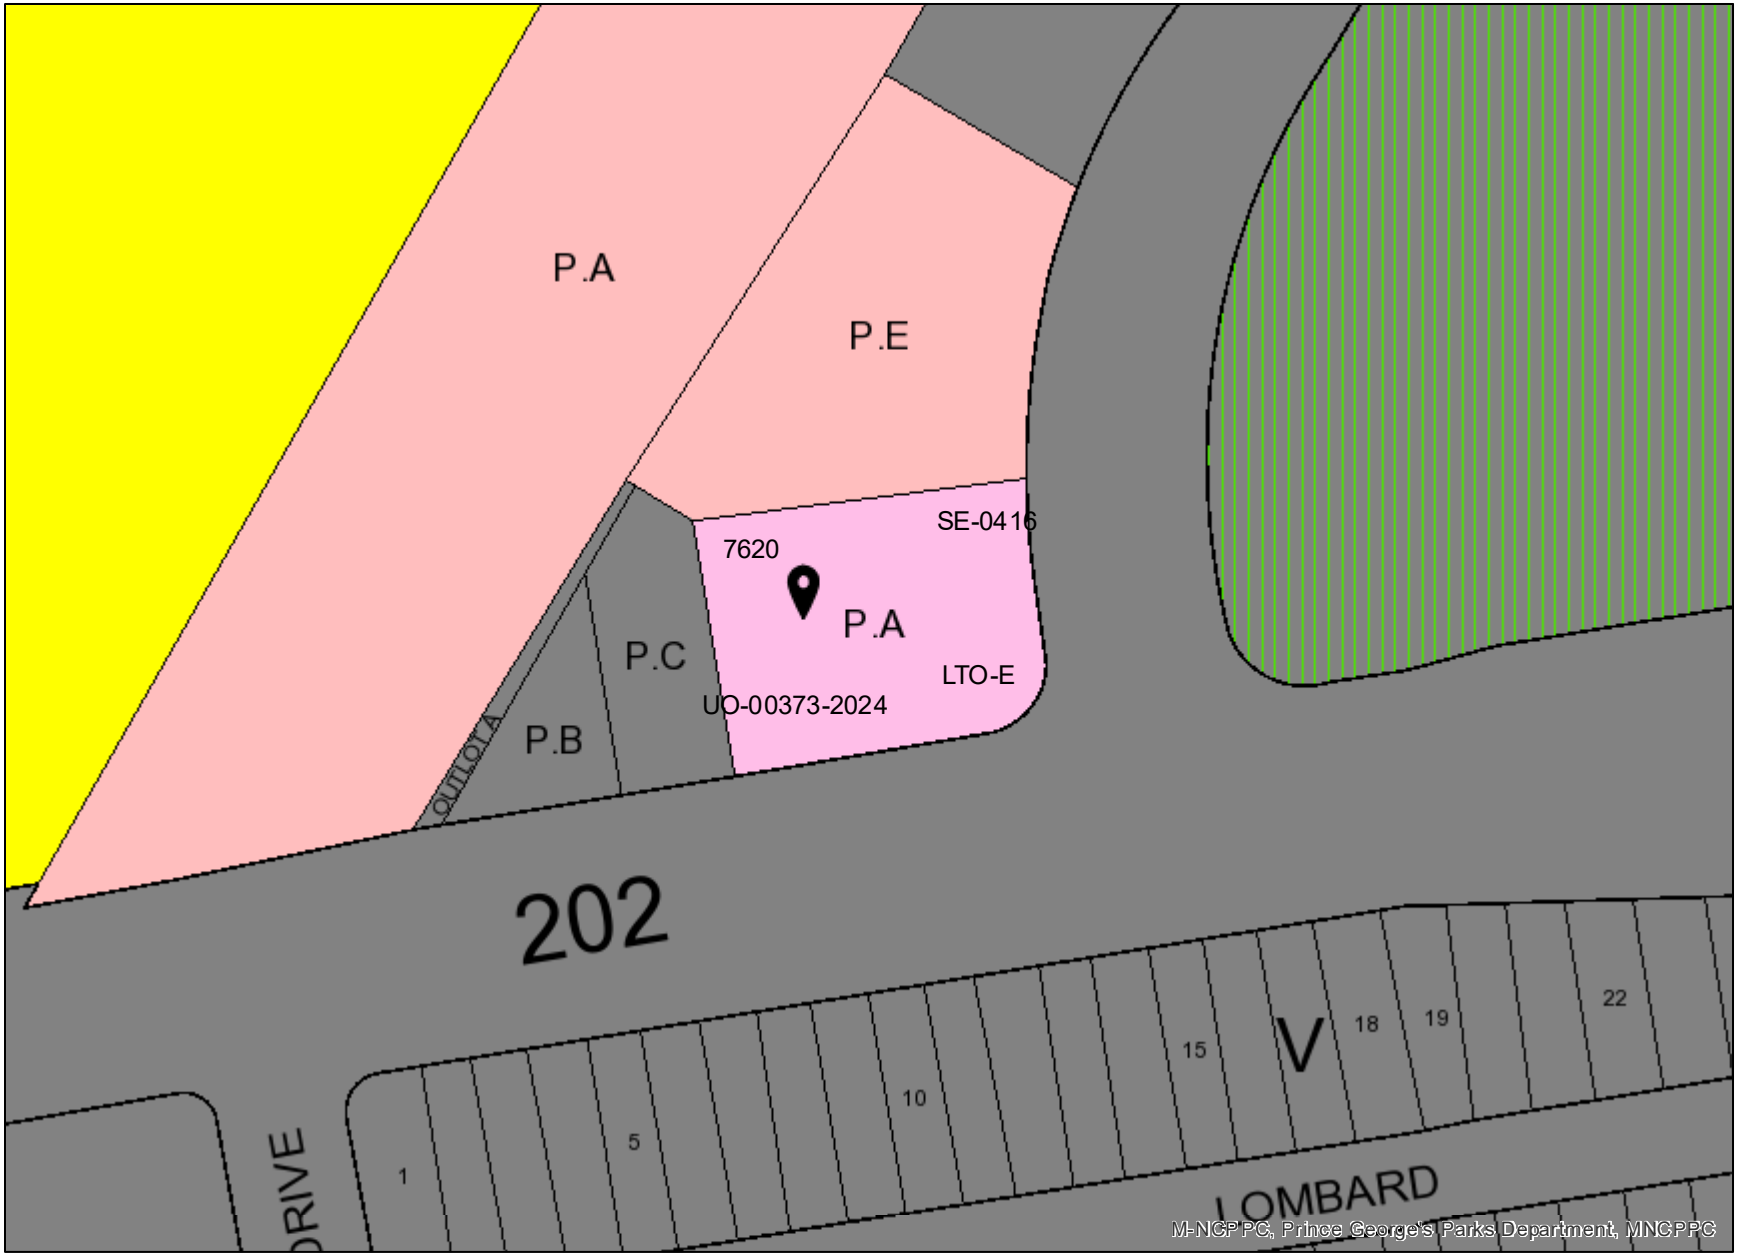 P.A
P.E
SE-0416
7620
P.A
P.C
LTO-E
UO-00373-2024
P.B
OUTLOT A
202
22
19
18
V
15
10
5
1
DRIVE
LOMBARD
M-NCPPC, Prince George's Parks Department, MNCPPC